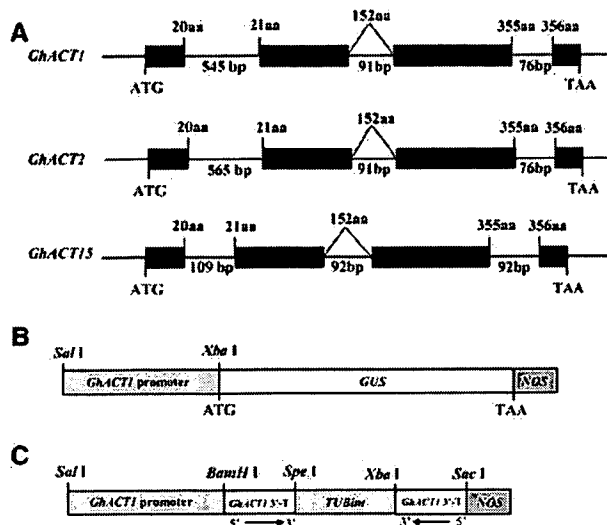 A
20aa 21aa 152aa 355aa 356aa
GhACT1
545 bp 91bp 76bp
ATG TAA
20aa 21aa 152aa 355aa 356aa
GhACT2
565 bp 91bp 76bp
ATG TAA
20aa 21aa 152aa 355aa 356aa
GhACT15
109 bp 92bp 92bp
ATG TAA
B
Sal I Xba I
GhACT1 promoter GUS NOS
ATG TAA
C
Sal I BamH I Spe I Xba I Sac I
GhACT1 promoter GhACT1 3'-T TUBim GhACT1 3'-T NOS
5' 3' 3' 5'